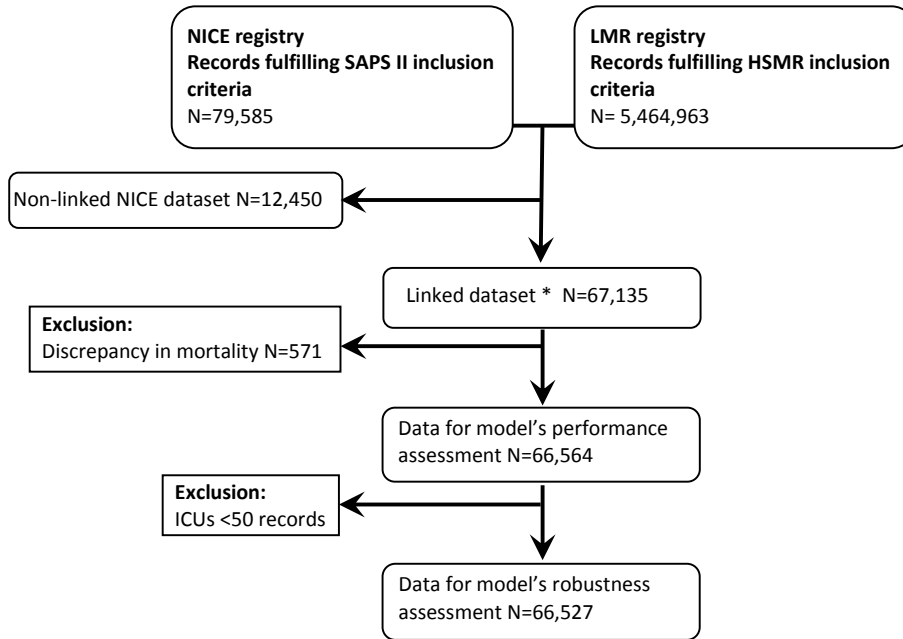 NICE registry
Records fulfilling SAPS II inclusion
criteria
N=79,585
LMR registry
Records fulfilling HSMR inclusion
criteria
N= 5,464,963
Non-linked NICE dataset N=12,450
Linked dataset * N=67,135
Exclusion:
Discrepancy in mortality N=571
Data for model’s performance
assessment N=66,564
Exclusion:
ICUs <50 records
Data for model’s robustness
assessment N=66,527